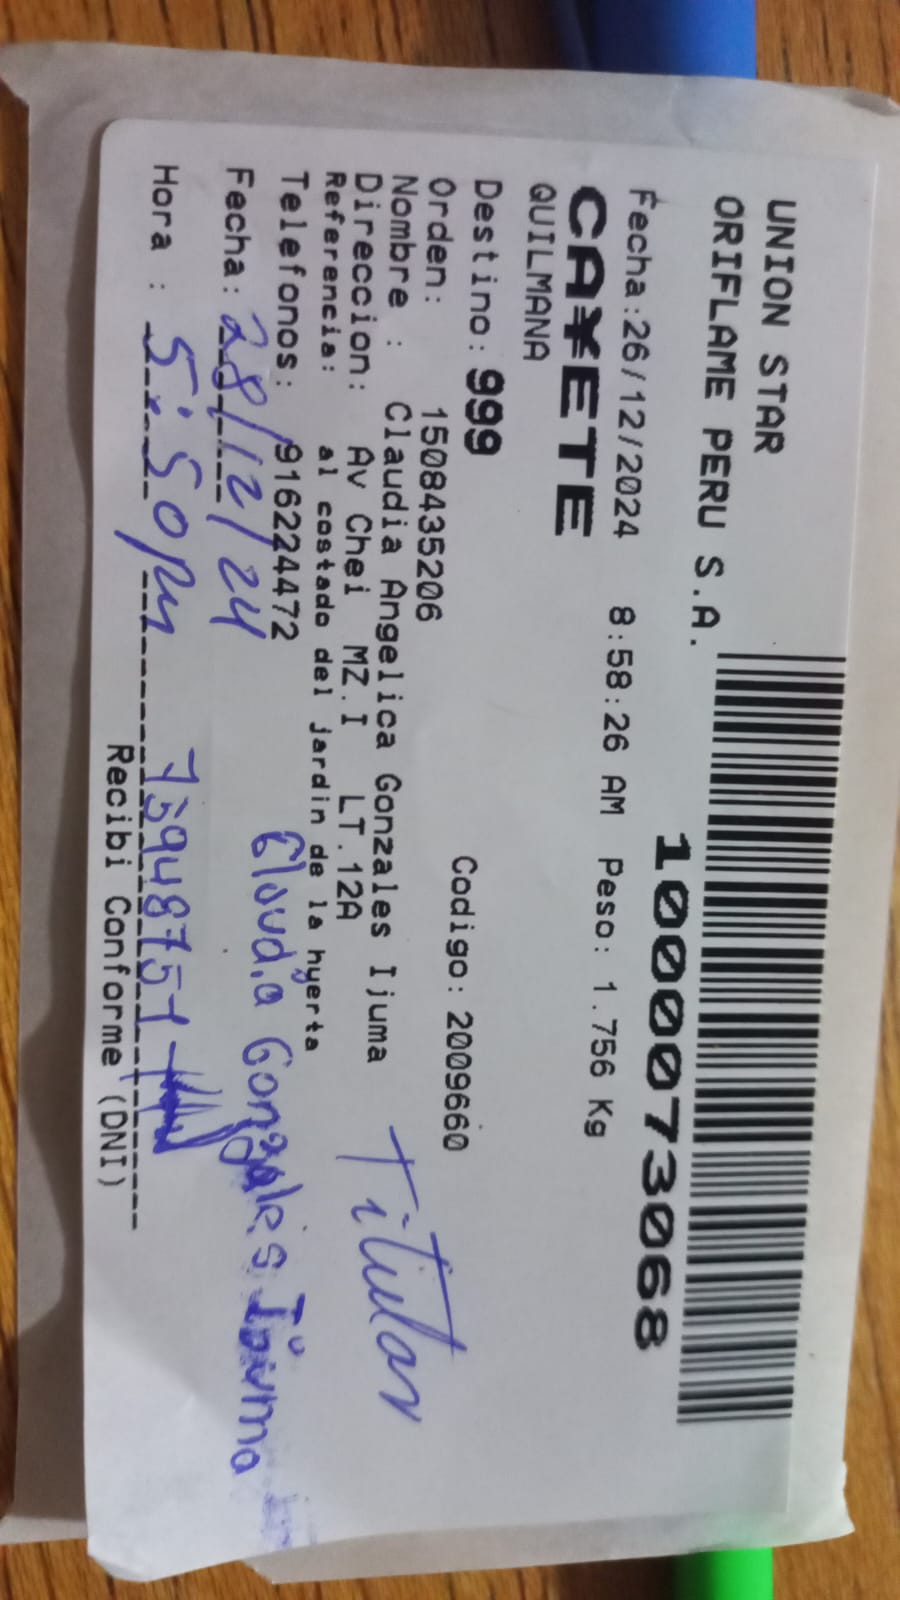 UNION STAR
ORIFLAME PERU S.A.
1000073068
Fecha:26/12/2024 8:58:26 AM Peso: 1.756 Kg
CA¥ETE
QUILMANA
Destino: 999
Orden: 1508435206 Codigo: 2009660
Nombre : Claudia Angelica Gonzales Ijuma
Direccion: AV Chei MZ.I LT.12A
Referencia: al costado del jardin de la hyerta
Telefonos: 916224472
Titular
Fecha: 28/12/24 Claudia Gonzales Ijuma
Hora : 5:50pm 73948751
Recibi Conforme (DNI)